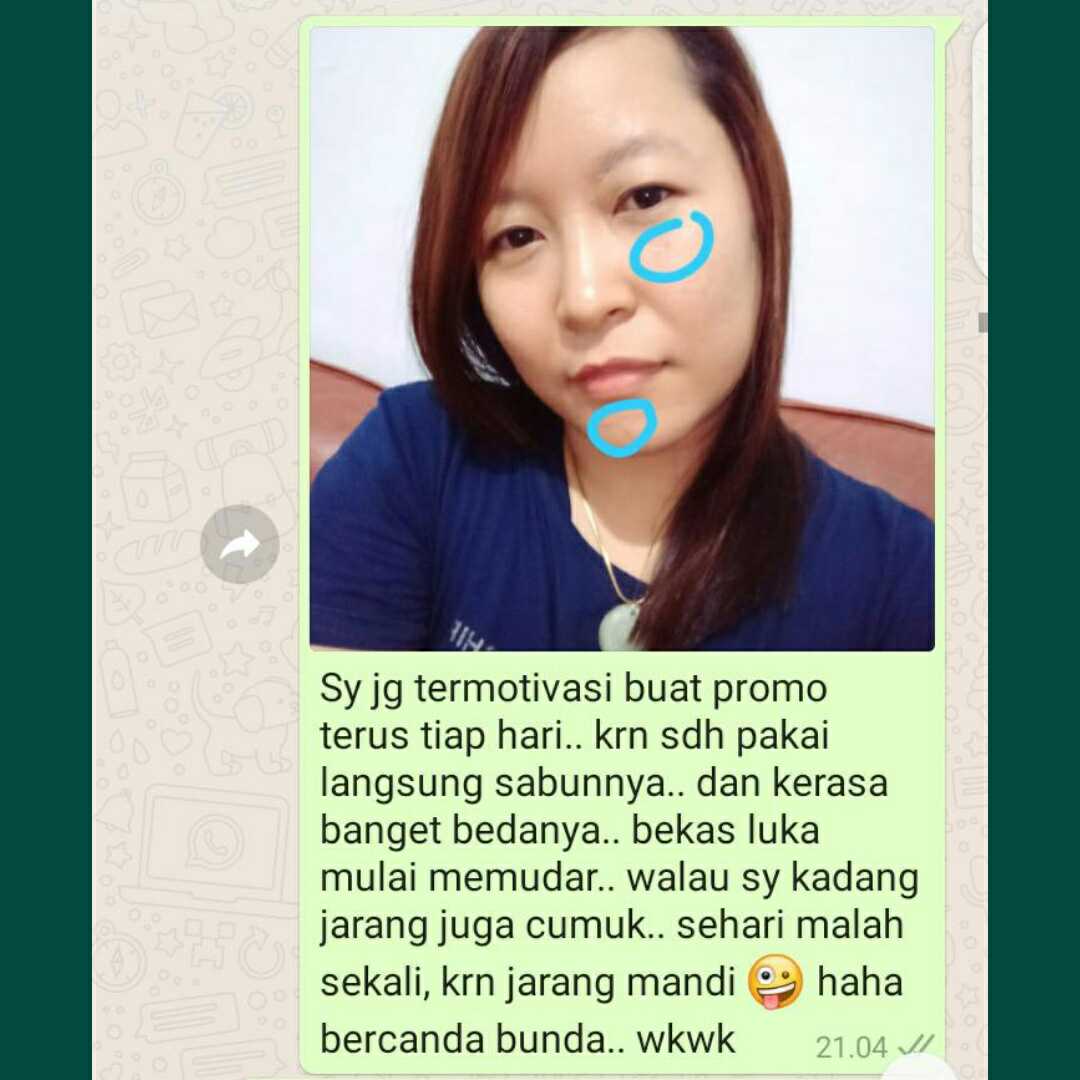 Sy jg termotivasi buat promo
terus tiap hari.. krn sdh pakai
langsung sabunnya.. dan kerasa
banget bedanya.. bekas luka
mulai memudar.. walau sy kadang
jarang juga cumuk.. sehari malah
sekali, krn jarang mandi 🤪 haha
bercanda bunda.. wkwk
21.04